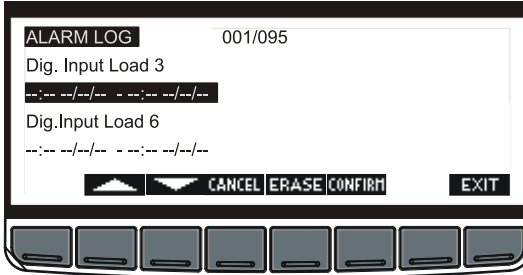 ALARM LOG 001/095
Dig. Input Load 3
--:-- --/--/-- - --:-- --/--/--
Dig.Input Load 6
--:-- --/--/-- - --:-- --/--/--
CANCEL ERASE CONFIRM EXIT